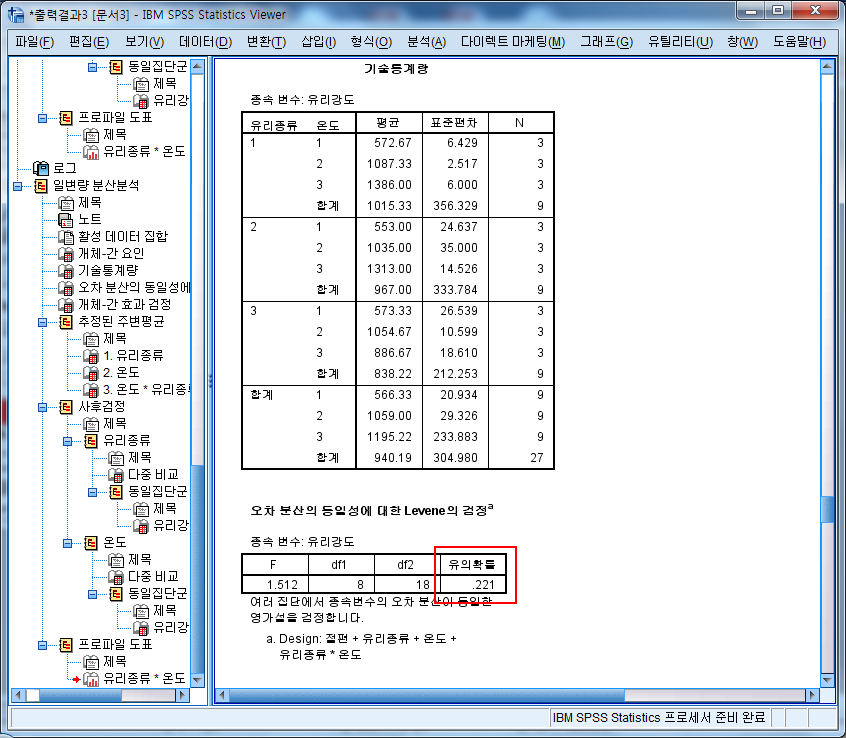 *출력결과3 [문서3] - IBM SPSS Statistics Viewer
파일(F) 편집(E) 보기(V) 데이터(D) 변환(T) 삽입(I) 형식(O) 분석(A) 다이렉트 마케팅(M) 그래프(G) 유틸리티(U) 창(W) 도움말(H)
동일집단군
제목
유리강
프로파일 도표
제목
유리종류 * 온도
로그
일변량 분산분석
제목
노트
활성 데이터 집합
개체-간 요인
기술통계량
오차 분산의 동일성에
개체-간 효과 검정
추정된 주변평균
제목
1. 유리종류
2. 온도
3. 온도 * 유리종류
사후검정
제목
유리종류
제목
다중 비교
동일집단군
제목
유리강
온도
제목
다중 비교
동일집단군
제목
유리강
프로파일 도표
제목
유리종류 * 온도
기술통계량
종속 변수: 유리강도
유리종류 온도 평균 표준편차 N
1 1 572.67 6.429 3
2 1087.33 2.517 3
3 1386.00 6.000 3
합계 1015.33 356.329 9
2 1 553.00 24.637 3
2 1035.00 35.000 3
3 1313.00 14.526 3
합계 967.00 333.784 9
3 1 573.33 26.539 3
2 1054.67 10.599 3
3 886.67 18.610 3
합계 838.22 212.253 9
합계 1 566.33 20.934 9
2 1059.00 29.326 9
3 1195.22 233.883 9
합계 940.19 304.980 27
오차 분산의 동일성에 대한 Levene의 검정a
종속 변수: 유리강도
F df1 df2 유의확률
1.512 8 18 .221
여러 집단에서 종속변수의 오차 분산이 동일한
영가설을 검정합니다.
a. Design: 절편 + 유리종류 + 온도 +
유리종류 * 온도
IBM SPSS Statistics 프로세서 준비 완료